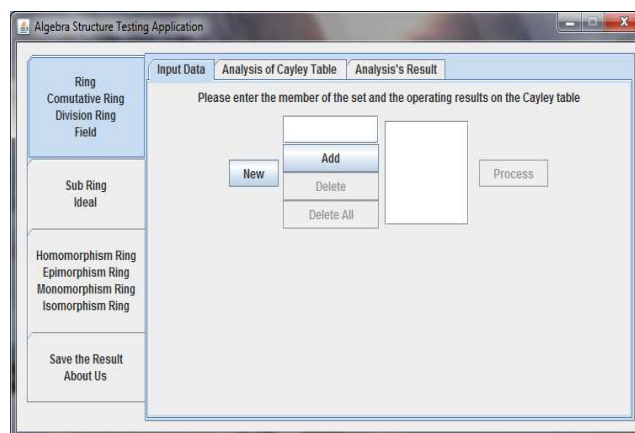 Algebra Structure Testing Application
Ring
Comutative Ring
Division Ring
Field
Sub Ring
Ideal
Homomorphism Ring
Epimorphism Ring
Monomorphism Ring
Isomorphism Ring
Save the Result
About Us
Input Data
Analysis of Cayley Table
Analysis's Result
Please enter the member of the set and the operating results on the Cayley table
New
Add
Delete
Delete All
Process